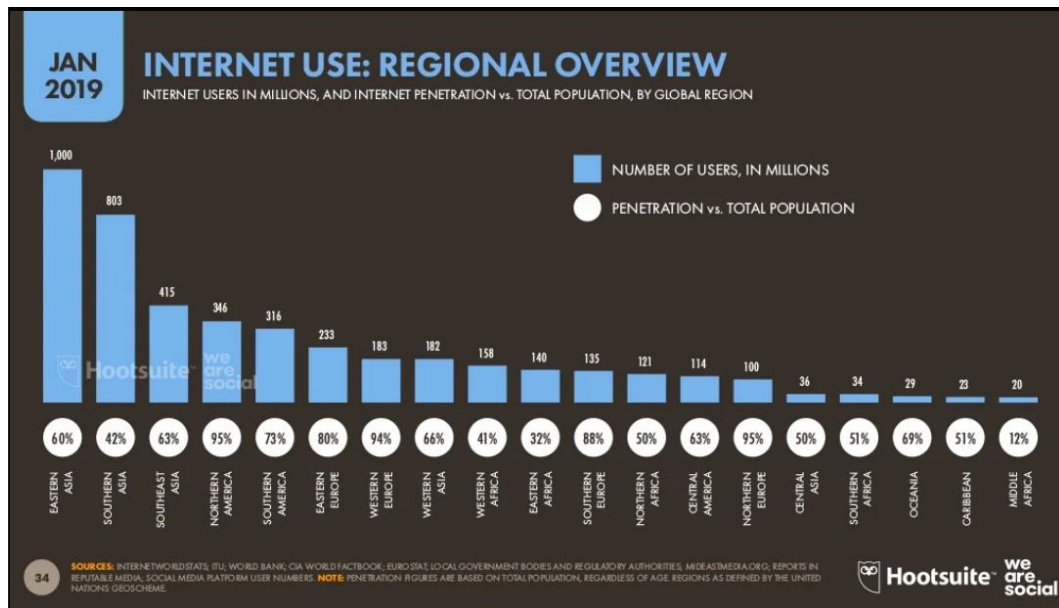 JAN
2019
INTERNET USE: REGIONAL OVERVIEW
INTERNET USERS IN MILLIONS, AND INTERNET PENETRATION vs. TOTAL POPULATION, BY GLOBAL REGION
NUMBER OF USERS, IN MILLIONS
PENETRATION vs. TOTAL POPULATION
1,000
803
415
346
316
233
183
182
158
140
135
121
114
100
36
34
29
23
20
Hootsuite™
we
are
social
60%
42%
63%
95%
73%
80%
94%
66%
41%
32%
88%
50%
63%
95%
50%
51%
69%
51%
12%
EASTERN
ASIA
SOUTHERN
ASIA
SOUTHEAST
ASIA
NORTHERN
AMERICA
SOUTHERN
AMERICA
EASTERN
EUROPE
WESTERN
EUROPE
WESTERN
ASIA
WESTERN
AFRICA
EASTERN
AFRICA
SOUTHERN
EUROPE
NORTHERN
AFRICA
CENTRAL
AMERICA
NORTHERN
EUROPE
CENTRAL
ASIA
SOUTHERN
AFRICA
OCEANIA
CARIBBEAN
MIDDLE
AFRICA
34
SOURCES: INTERNETWORLDSTATS; ITU; WORLD BANK; CIA WORLD FACTBOOK; EUROSTAT; LOCAL GOVERNMENT BODIES AND REGULATORY AUTHORITIES; MIDEASTMEDIA.ORG; REPORTS IN
REPUTABLE MEDIA; SOCIAL MEDIA PLATFORM USER NUMBERS. NOTE: PENETRATION FIGURES ARE BASED ON TOTAL POPULATION, REGARDLESS OF AGE. REGIONS AS DEFINED BY THE UNITED
NATIONS GEOSCHEME.
Hootsuite™
we
are
social